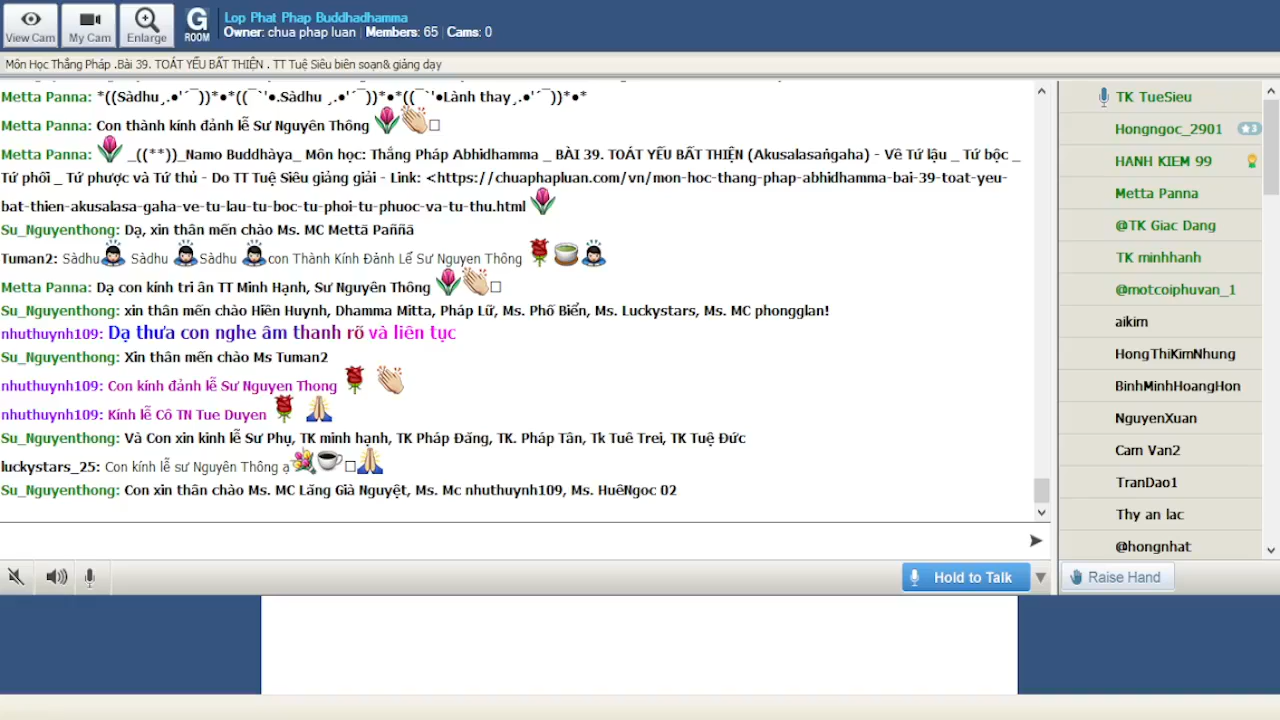 View Cam
My Cam
Enlarge
G
ROOM
Lop Phat Phap Buddhadhamma
Owner: chua phap luan | Members: 65 | Cams: 0
Môn Học Thắng Pháp .Bài 39. TOÁT YẾU BẤT THIỆN . TT Tuệ Siêu biên soạn& giảng dạy
Metta Panna: *((Sàdhu¸.•'´¯))*•*((¯`'•.Sàdhu ¸.•'´¯))*•*((¯`'•Lành thay¸.•'´¯))*•*
Metta Panna: Con thành kính đảnh lễ Sư Nguyên Thông
Metta Panna: _((**))_Namo Buddhàya_ Môn học: Thắng Pháp Abhidhamma _ BÀI 39. TOÁT YẾU BẤT THIỆN (Akusalasaṅgaha) - Về Tứ lậu _ Tứ bộc _
Tứ phối _ Tứ phược và Tứ thủ - Do TT Tuệ Siêu giảng giải - Link: <https://chuaphapluan.com/vn/mon-hoc-thang-phap-abhidhamma-bai-39-toat-yeu-
bat-thien-akusalasa-gaha-ve-tu-lau-tu-boc-tu-phoi-tu-phuoc-va-tu-thu.html
Su_Nguyenthong: Dạ, xin thân mến chào Ms. MC Mettā Paññā
Tuman2: Sàdhu Sàdhu Sàdhu con Thành Kính Đảnh Lể Sư Nguyen Thông
Metta Panna: Dạ con kính tri ân TT Minh Hạnh, Sư Nguyên Thông
Su_Nguyenthong: xin thân mến chào Hiền Huynh, Dhamma Mitta, Pháp Lữ, Ms. Phố Biển, Ms. Luckystars, Ms. MC phongglan!
nhuthuynh109: Dạ thưa con nghe âm thanh rõ và liên tục
Su_Nguyenthong: Xin thân mến chào Ms Tuman2
nhuthuynh109: Con kính đảnh lễ Sư Nguyen Thong
nhuthuynh109: Kính lễ Cô TN Tue Duyen
Su_Nguyenthong: Và Con xin kinh lễ Sư Phụ, TK minh hạnh, TK Pháp Đăng, TK. Pháp Tân, Tk Tuê Trei, TK Tuệ Đức
luckystars_25: Con kính lễ sư Nguyên Thông ạ
Su_Nguyenthong: Con xin thân chào Ms. MC Lăng Già Nguyệt, Ms. Mc nhuthuynh109, Ms. HuêNgoc 02
Hold to Talk
TK TueSieu
Hongngoc_2901
3
HANH KIEM 99
Metta Panna
@TK Giac Dang
TK minhhanh
@motcoiphuvan_1
aikim
HongThiKimNhung
BinhMinhHoangHon
NguyenXuan
Cam Van2
TranDao1
Thy an lac
@hongnhat
Raise Hand